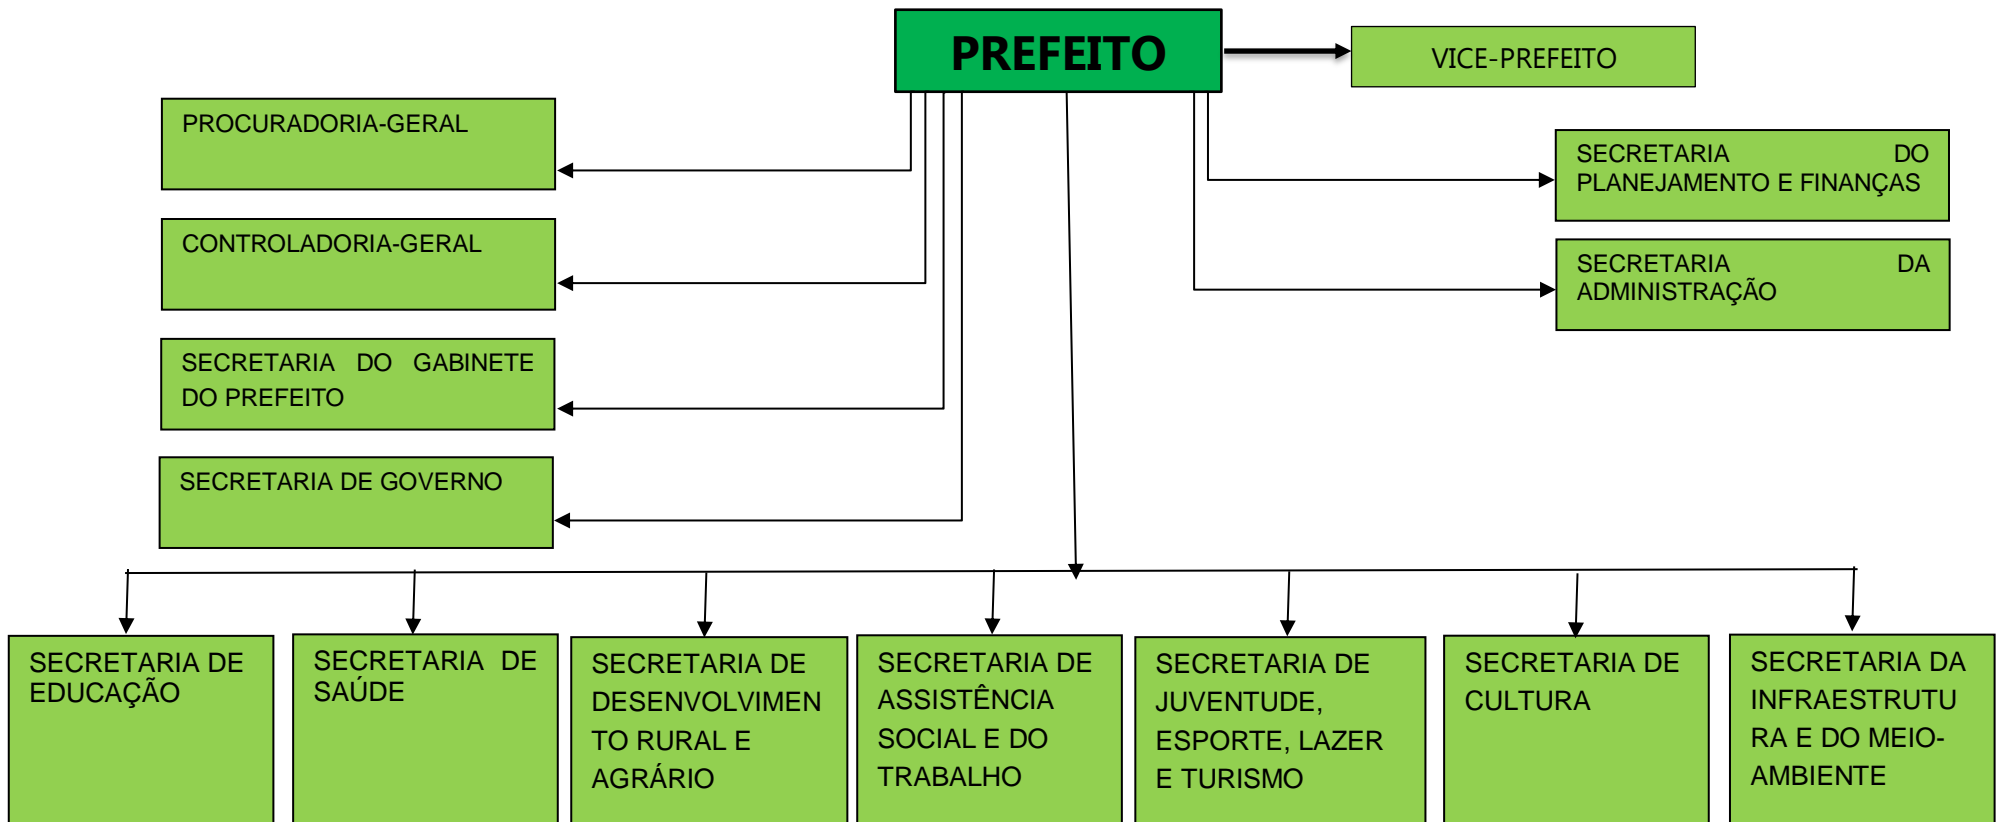 PREFEITO
VICE-PREFEITO
PROCURADORIA-GERAL
SECRETARIA DO
PLANEJAMENTO E FINANÇAS
CONTROLADORIA-GERAL
SECRETARIA DA
ADMINISTRAÇÃO
SECRETARIA DO GABINETE
DO PREFEITO
SECRETARIA DE GOVERNO
SECRETARIA DE
EDUCAÇÃO
SECRETARIA DE
SAÚDE
SECRETARIA DE
DESENVOLVIMEN
TO RURAL E
AGRÁRIO
SECRETARIA DE
ASSISTÊNCIA
SOCIAL E DO
TRABALHO
SECRETARIA DE
JUVENTUDE,
ESPORTE, LAZER
E TURISMO
SECRETARIA DE
CULTURA
SECRETARIA DA
INFRAESTRUTU
RA E DO MEIO-
AMBIENTE